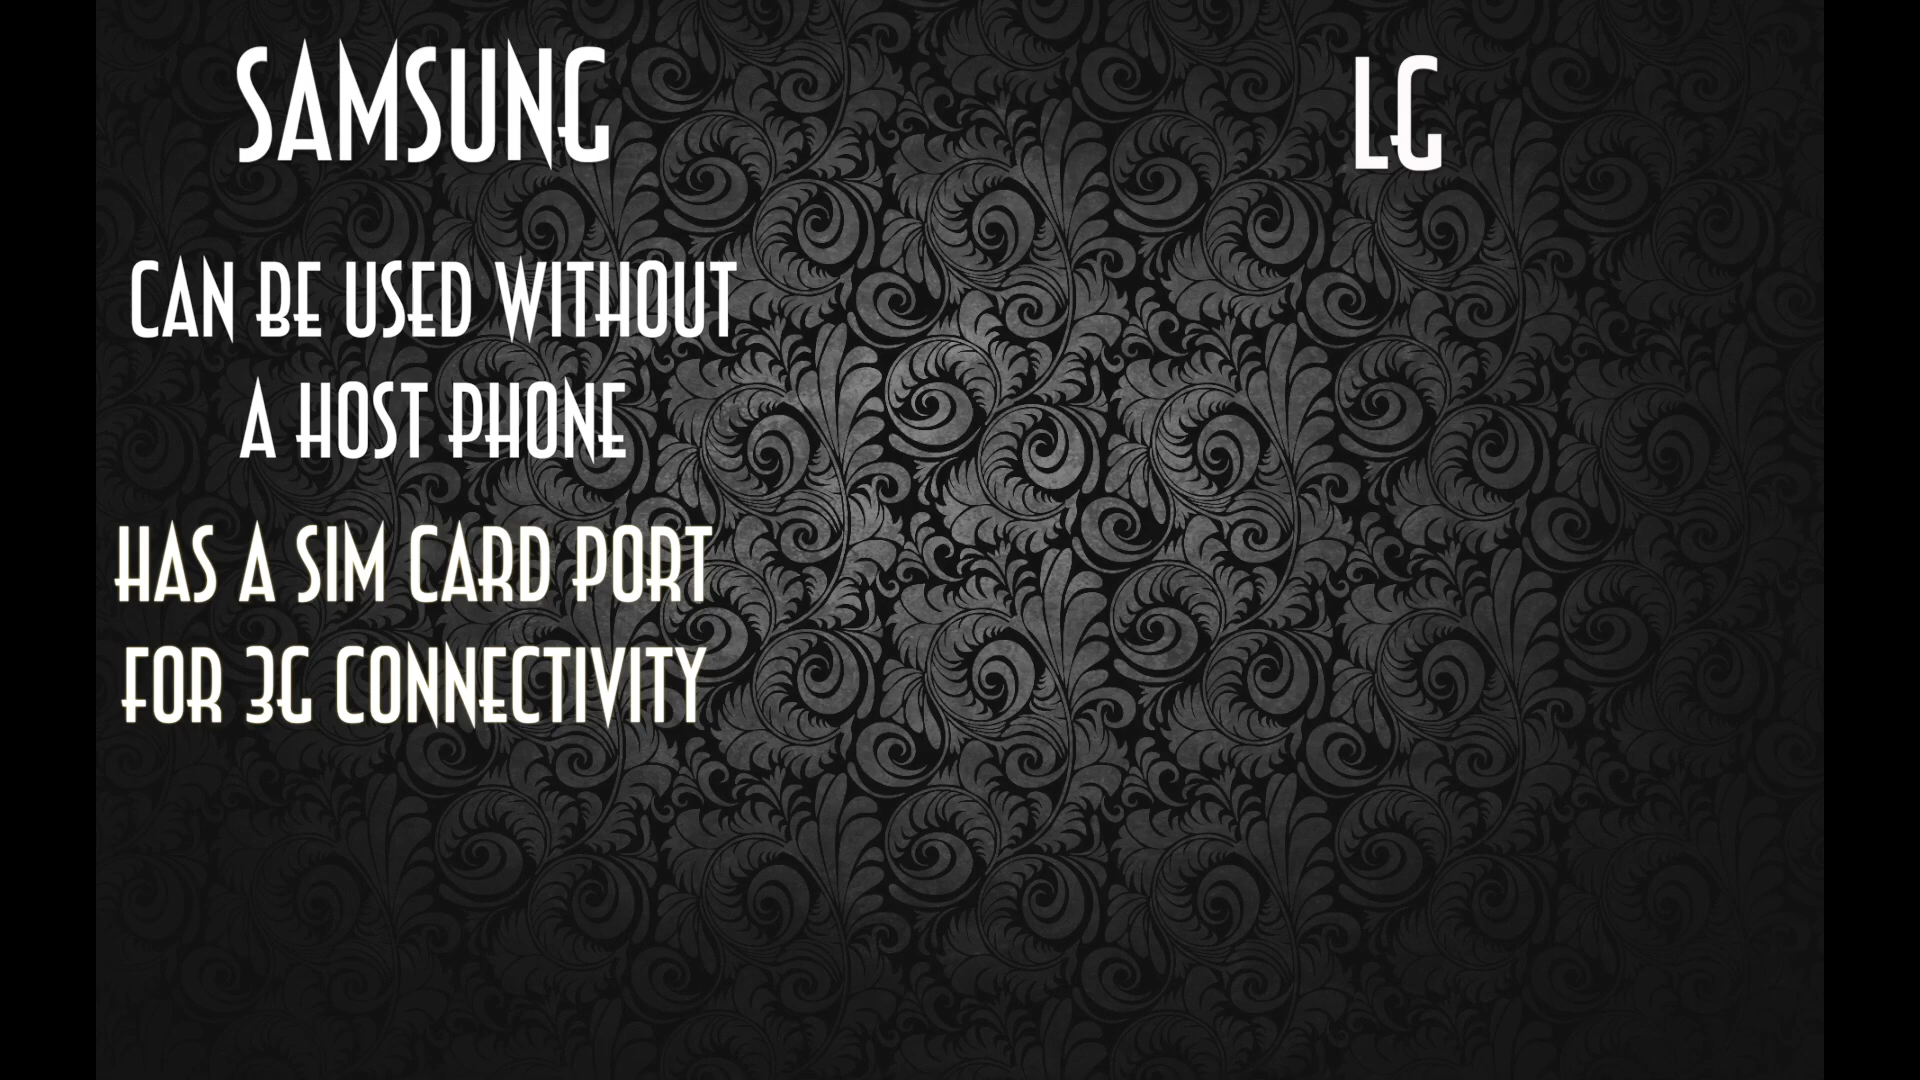 SAMSUNG
LG
CAN BE USED WITHOUT
A HOST PHONE
HAS A SIM CARD PORT
FOR 3G CONNECTIVITY